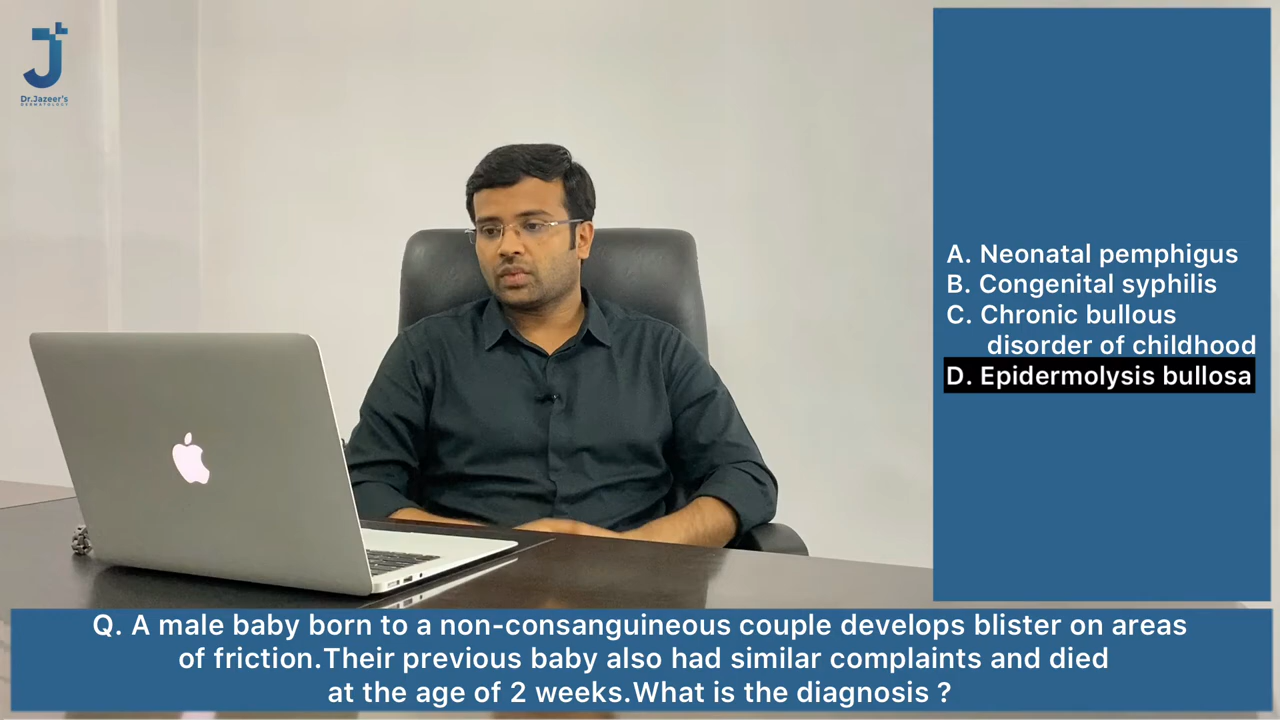 Dr.Jazeer's
DERMATOLOGY
A. Neonatal pemphigus
B. Congenital syphilis
C. Chronic bullous
disorder of childhood
D. Epidermolysis bullosa
Q. A male baby born to a non-consanguineous couple develops blister on areas
of friction.Their previous baby also had similar complaints and died
at the age of 2 weeks.What is the diagnosis ?